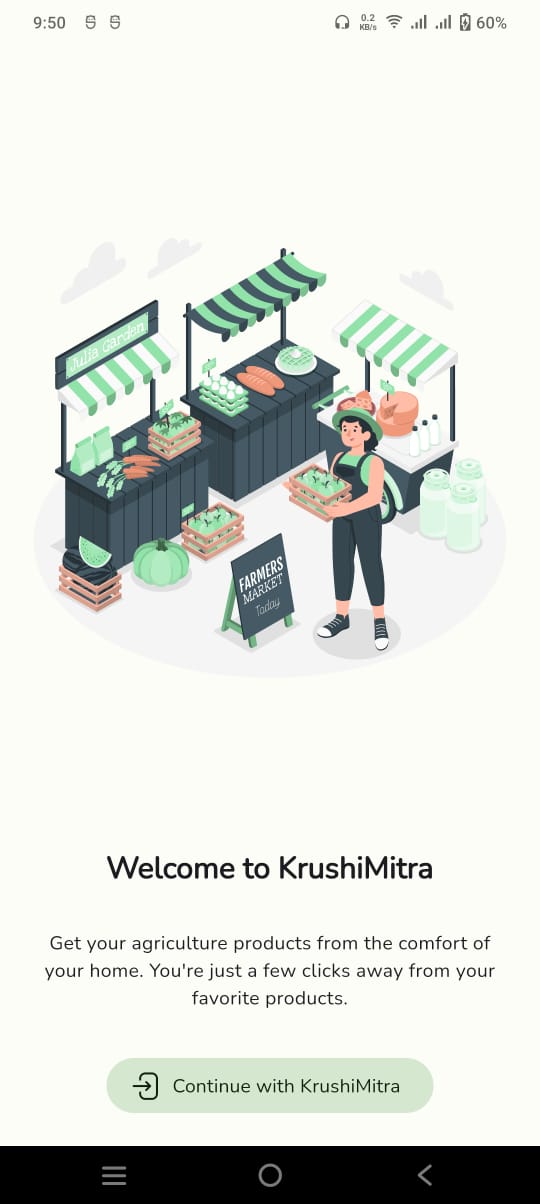 9:50
0.2
KB/s
60%
Julia Garden
FARMERS
MARKET
Today
Welcome to KrushiMitra
Get your agriculture products from the comfort of
your home. You're just a few clicks away from your
favorite products.
Continue with KrushiMitra